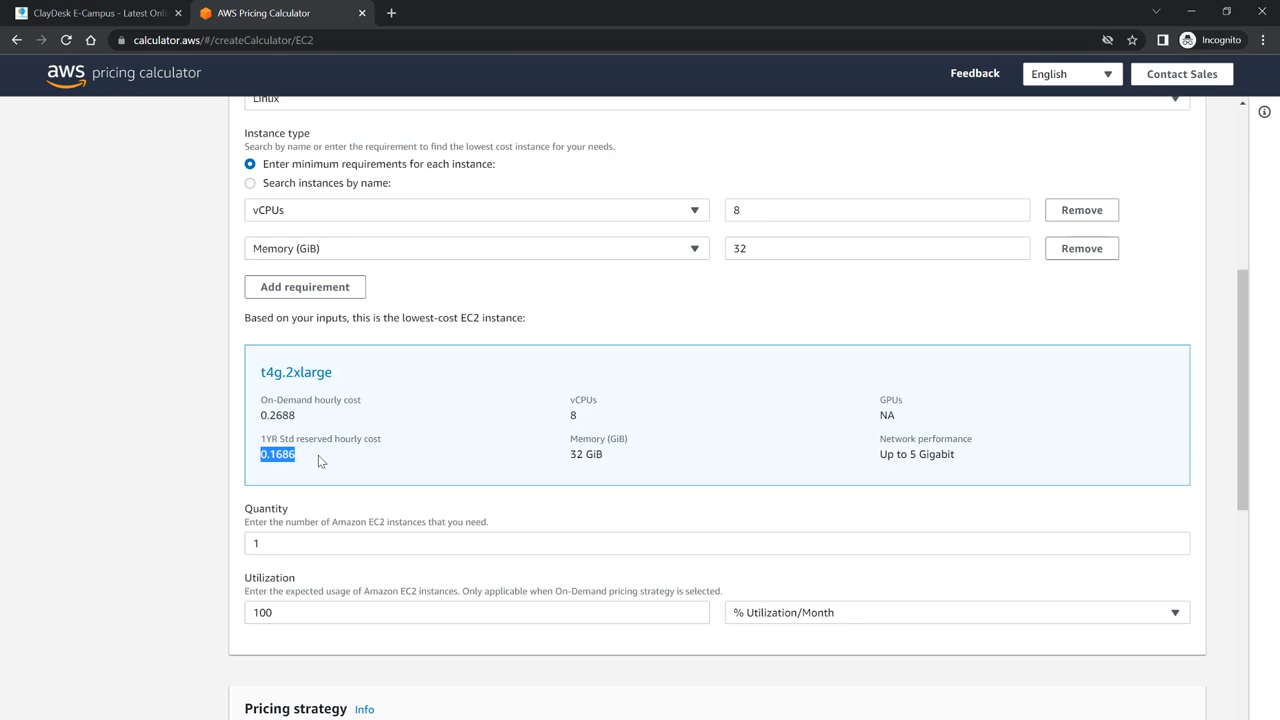 ClayDesk E-Campus - Latest Onli
AWS Pricing Calculator
calculator.aws/#/createCalculator/EC2
Incognito
aws pricing calculator
Feedback
English
Contact Sales
Linux
Instance type
Search by name or enter the requirement to find the lowest cost instance for your needs.
Enter minimum requirements for each instance:
Search instances by name:
vCPUs
8
Remove
Memory (GiB)
32
Remove
Add requirement
Based on your inputs, this is the lowest-cost EC2 instance:
t4g.2xlarge
On-Demand hourly cost
vCPUs
GPUs
0.2688
8
NA
1YR Std reserved hourly cost
Memory (GiB)
Network performance
0.1686
32 GiB
Up to 5 Gigabit
Quantity
Enter the number of Amazon EC2 instances that you need.
1
Utilization
Enter the expected usage of Amazon EC2 instances. Only applicable when On-Demand pricing strategy is selected.
100
% Utilization/Month
Pricing strategy Info